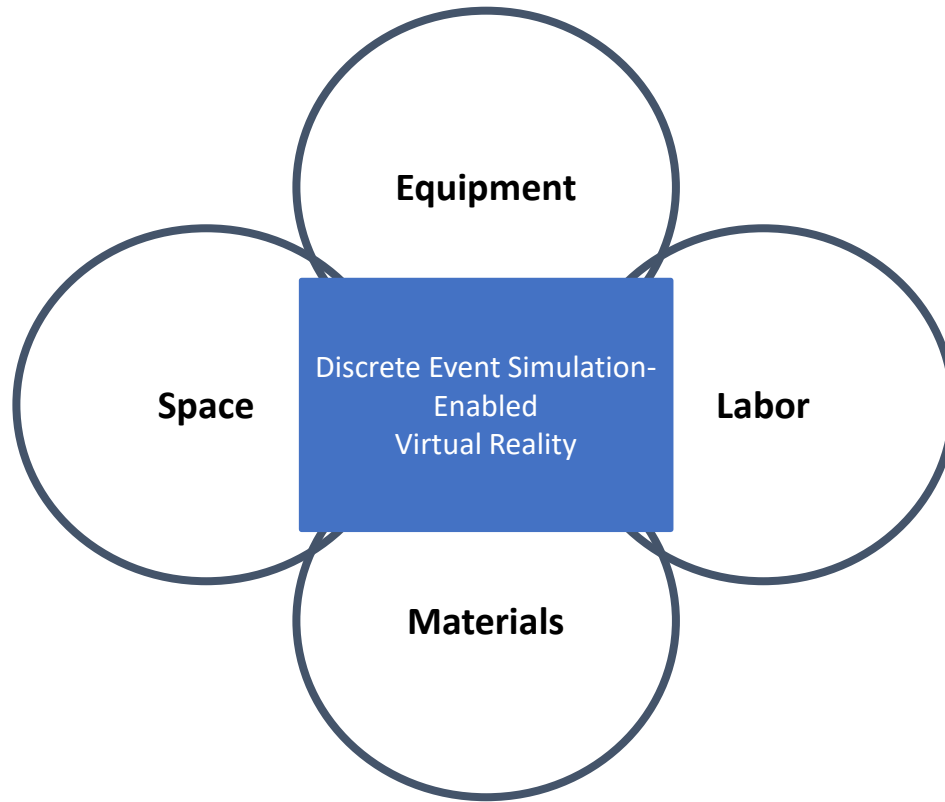 Equipment
Discrete Event Simulation-
Enabled
Virtual Reality
Space
Labor
Materials